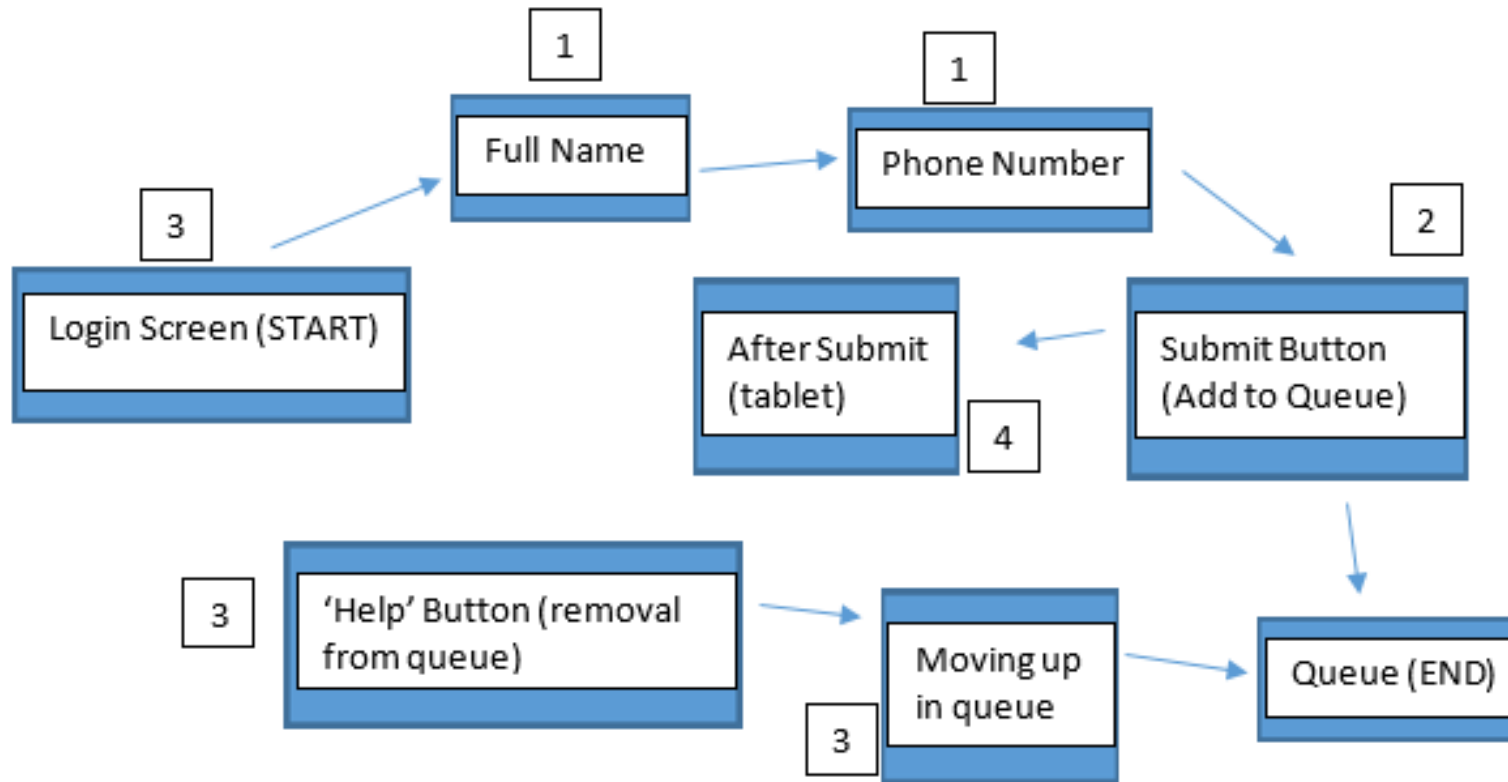 1
Full Name
1
Phone Number
3
Login Screen (START)
2
Submit Button
(Add to Queue)
After Submit
(tablet)
4
3
‘Help’ Button (removal
from queue)
Moving up
in queue
3
Queue (END)